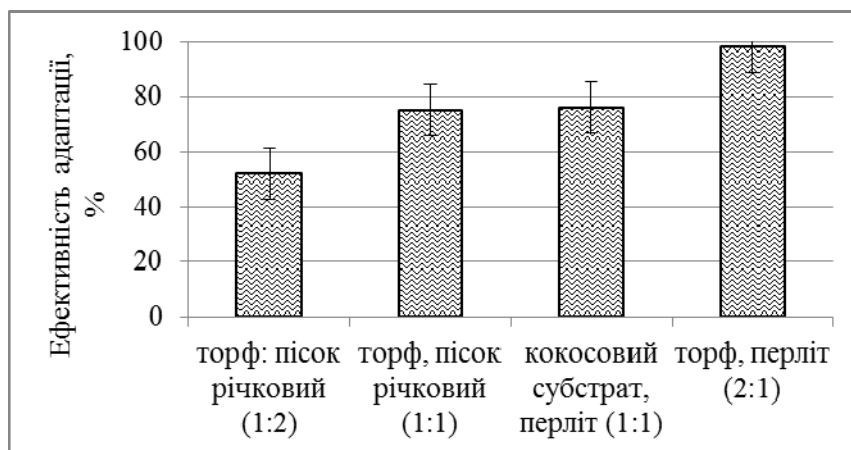 Ефективність адаптації,
%
100
80
60
40
20
0
торф: пісок
річковий
(1:2)
торф, пісок
річковий
(1:1)
кокосовий
субстрат,
перліт (1:1)
торф, перліт
(2:1)